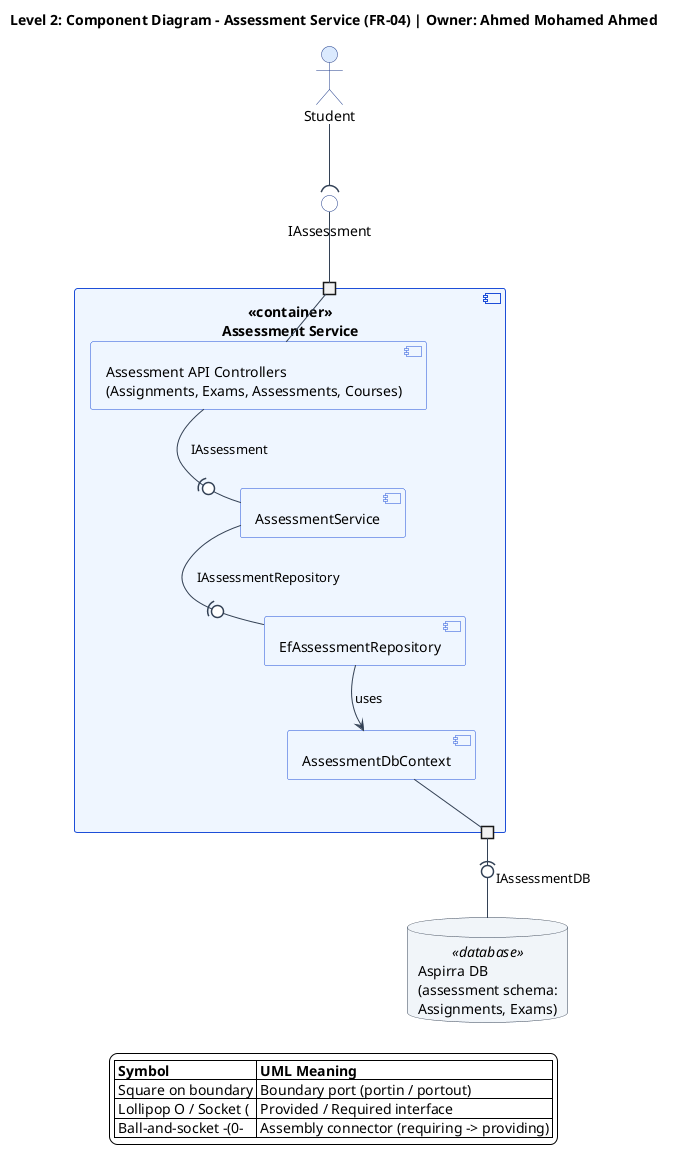 Level 2: Component Diagram - Assessment Service (FR-04) | Owner: Ahmed Mohamed Ahmed
Student
IAssessment
«container»
Assessment Service
Assessment API Controllers
(Assignments, Exams, Assessments, Courses)
IAssessment
AssessmentService
IAssessmentRepository
EfAssessmentRepository
uses
AssessmentDbContext
IAssessmentDB
«database»
Aspirra DB
(assessment schema:
Assignments, Exams)
Symbol UML Meaning
Square on boundary Boundary port (portin / portout)
Lollipop O / Socket ( Provided / Required interface
Ball-and-socket -(0- Assembly connector (requiring -> providing)